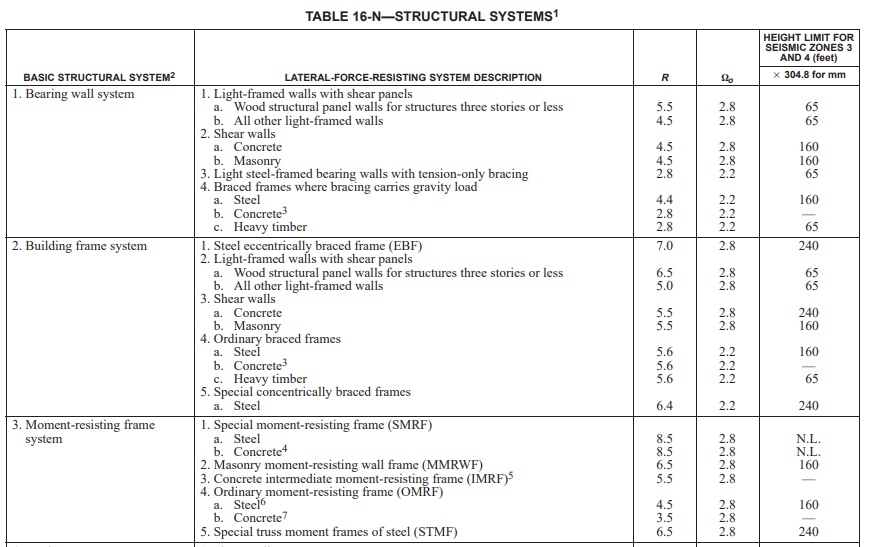 TABLE 16-N—STRUCTURAL SYSTEMS1
BASIC STRUCTURAL SYSTEM2 LATERAL-FORCE-RESISTING SYSTEM DESCRIPTION R Ωo HEIGHT LIMIT FOR
SEISMIC ZONES 3
AND 4 (feet)
× 304.8 for mm
1. Bearing wall system 1. Light-framed walls with shear panels
a. Wood structural panel walls for structures three stories or less 5.5 2.8 65
b. All other light-framed walls 4.5 2.8 65
2. Shear walls
a. Concrete 4.5 2.8 160
b. Masonry 4.5 2.8 160
3. Light steel-framed bearing walls with tension-only bracing 2.8 2.2 65
4. Braced frames where bracing carries gravity load
a. Steel 4.4 2.2 160
b. Concrete3 2.8 2.2 —
c. Heavy timber 2.8 2.2 65
2. Building frame system 1. Steel eccentrically braced frame (EBF) 7.0 2.8 240
2. Light-framed walls with shear panels
a. Wood structural panel walls for structures three stories or less 6.5 2.8 65
b. All other light-framed walls 5.0 2.8 65
3. Shear walls
a. Concrete 5.5 2.8 240
b. Masonry 5.5 2.8 160
4. Ordinary braced frames
a. Steel 5.6 2.2 160
b. Concrete3 5.6 2.2 —
c. Heavy timber 5.6 2.2 65
5. Special concentrically braced frames
a. Steel 6.4 2.2 240
3. Moment-resisting frame 1. Special moment-resisting frame (SMRF)
system a. Steel 8.5 2.8 N.L.
b. Concrete4 8.5 2.8 N.L.
2. Masonry moment-resisting wall frame (MMRWF) 6.5 2.8 160
3. Concrete intermediate moment-resisting frame (IMRF)5 5.5 2.8 —
4. Ordinary moment-resisting frame (OMRF)
a. Steel6 4.5 2.8 160
b. Concrete7 3.5 2.8 —
5. Special truss moment frames of steel (STMF) 6.5 2.8 240